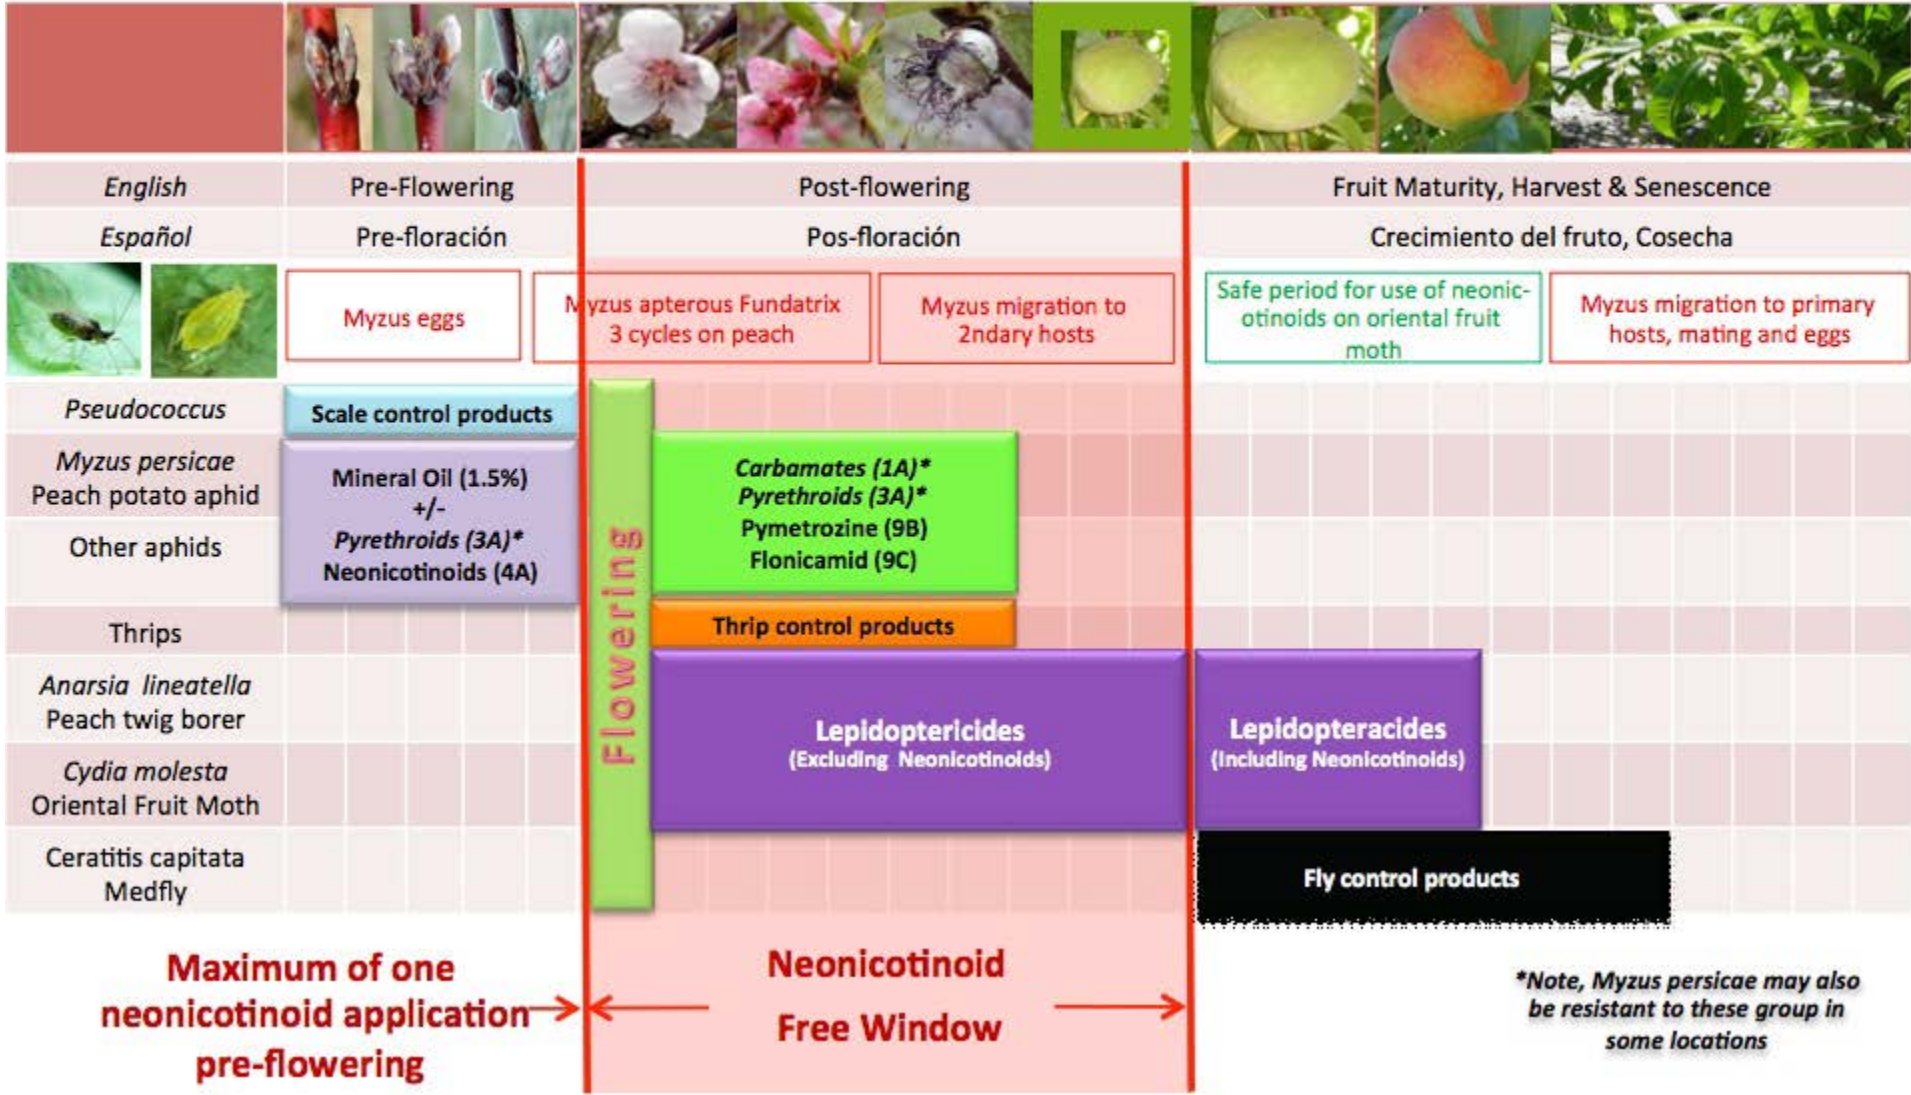 English
Pre-Flowering
Post-flowering
Fruit Maturity, Harvest & Senescence
Español
Pre-floración
Pos-floración
Crecimiento del fruto, Cosecha
Myzus eggs
Myzus apterous Fundatrix
3 cycles on peach
Myzus migration to
2ndary hosts
Safe period for use of neonic-
otinoids on oriental fruit
moth
Myzus migration to primary
hosts, mating and eggs
Pseudococcus
Scale control products
Myzus persicae
Peach potato aphid
Other aphids
Mineral Oil (1.5%)
+/-
Pyrethroids (3A)*
Neonicotinoids (4A)
Flowering
Carbamates (1A)*
Pyrethroids (3A)*
Pymetrozine (9B)
Flonicamid (9C)
Thrips
Thrip control products
Anarsia lineatella
Peach twig borer
Cydia molesta
Oriental Fruit Moth
Lepidoptericides
(Excluding Neonicotinoids)
Lepidopteracides
(Including Neonicotinoids)
Ceratitis capitata
Medfly
Fly control products
Maximum of one
neonicotinoid application
pre-flowering
Neonicotinoid
Free Window
*Note, Myzus persicae may also
be resistant to these group in
some locations